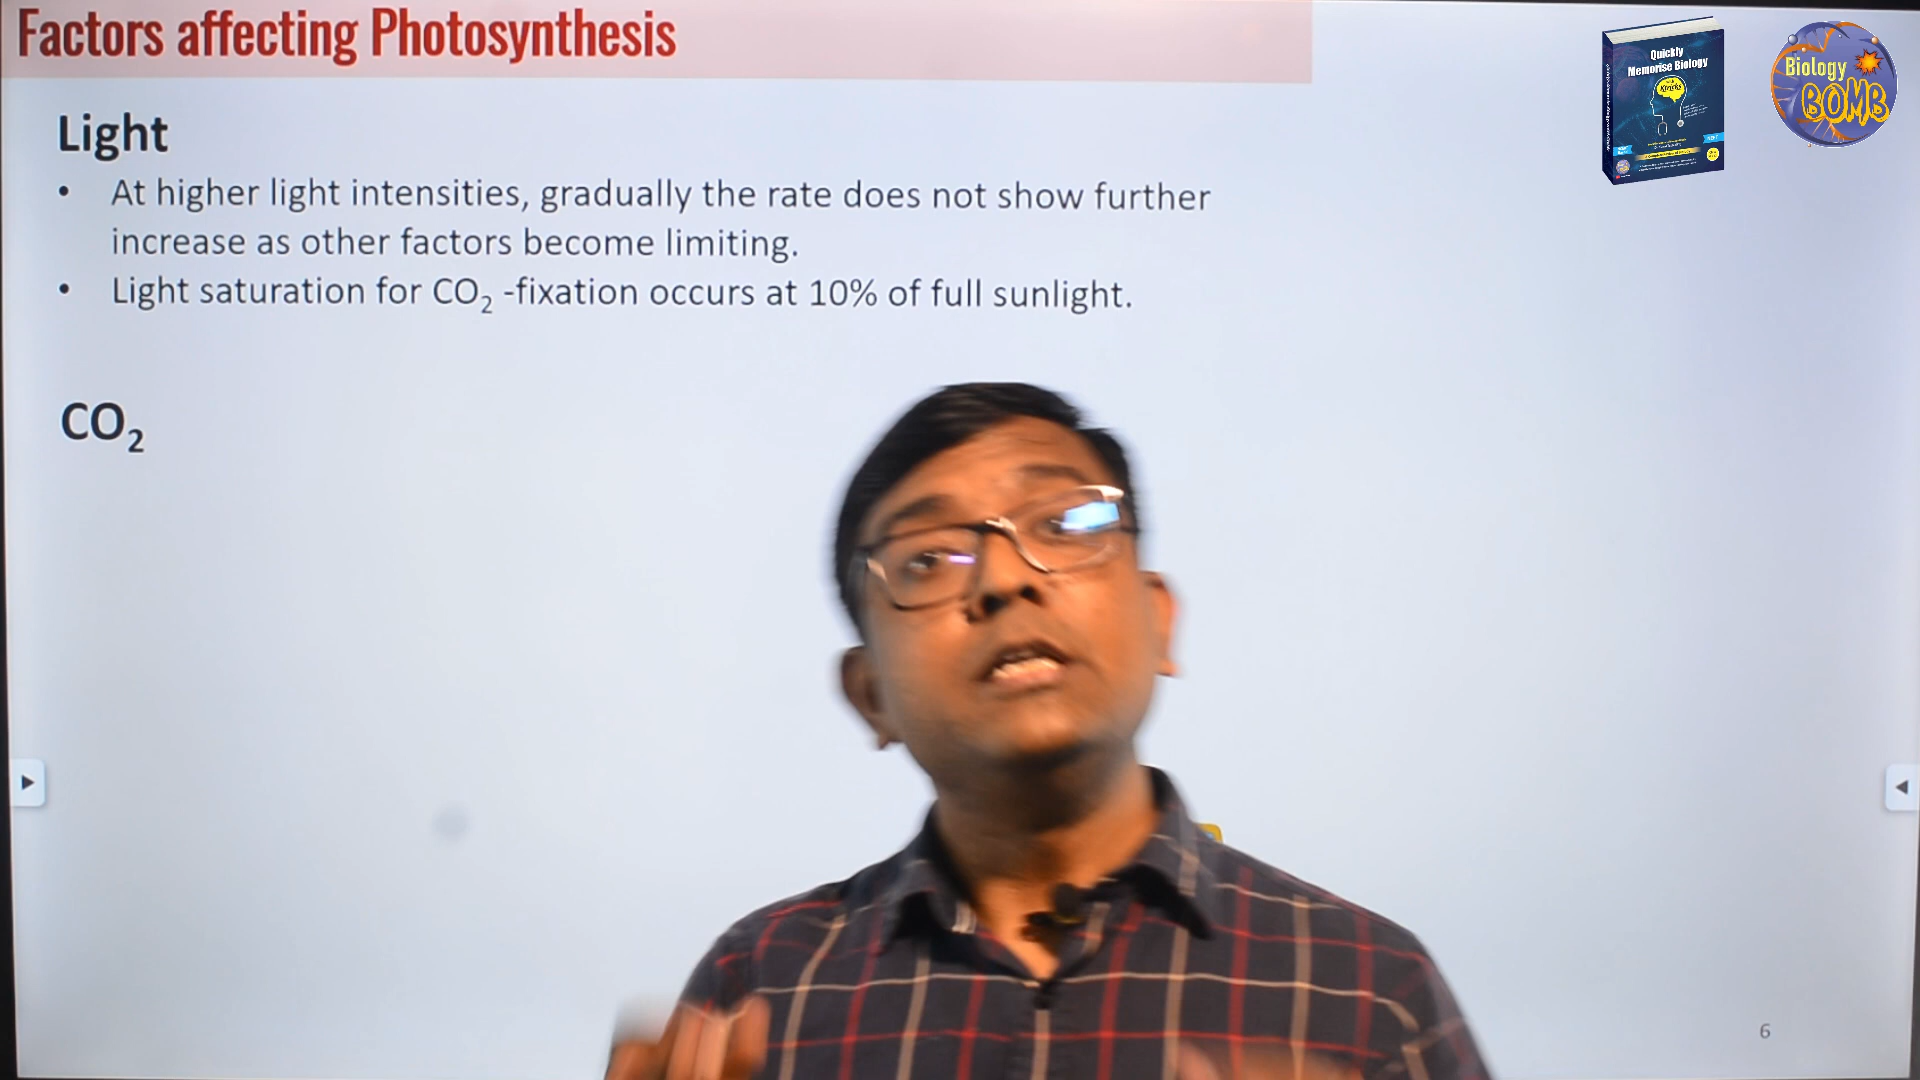 Factors affecting Photosynthesis
Quickly
Memorise Biology
Biology
BOMB
Light
• At higher light intensities, gradually the rate does not show further
increase as other factors become limiting.
• Light saturation for CO₂ -fixation occurs at 10% of full sunlight.
CO₂
6